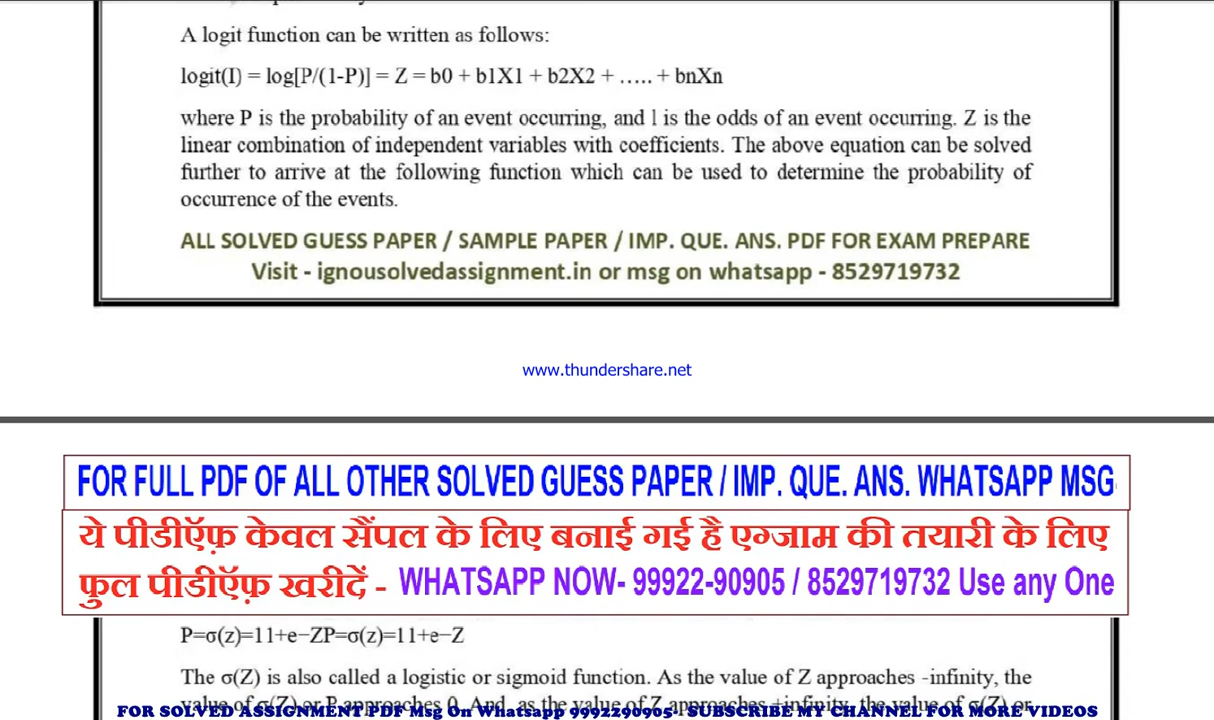 A logit function can be written as follows:
logit(I) = log[P/(1-P)] = Z = b0 + b1X1 + b2X2 + ….. + bnXn
where P is the probability of an event occurring, and l is the odds of an event occurring. Z is the
linear combination of independent variables with coefficients. The above equation can be solved
further to arrive at the following function which can be used to determine the probability of
occurrence of the events.
ALL SOLVED GUESS PAPER / SAMPLE PAPER / IMP. QUE. ANS. PDF FOR EXAM PREPARE
Visit - ignousolvedassignment.in or msg on whatsapp - 8529719732
www.thundershare.net
FOR FULL PDF OF ALL OTHER SOLVED GUESS PAPER / IMP. QUE. ANS. WHATSAPP MSG
ये पीडीऍफ़ केवल सैंपल के लिए बनाई गई है एग्जाम की तयारी के लिए
फुल पीडीऍफ़ खरीदें - WHATSAPP NOW- 99922-90905 / 8529719732 Use any One
P=σ(z)=11+e−ZP=σ(z)=11+e−Z
The σ(Z) is also called a logistic or sigmoid function. As the value of Z approaches -infinity, the
value of σ(Z) or P approaches 0. And, as the value of Z approaches +infinity, the value of σ(Z) or
FOR SOLVED ASSIGNMENT PDF Msg On Whatsapp 9992290905- SUBSCRIBE MY CHANNEL FOR MORE VIDEOS